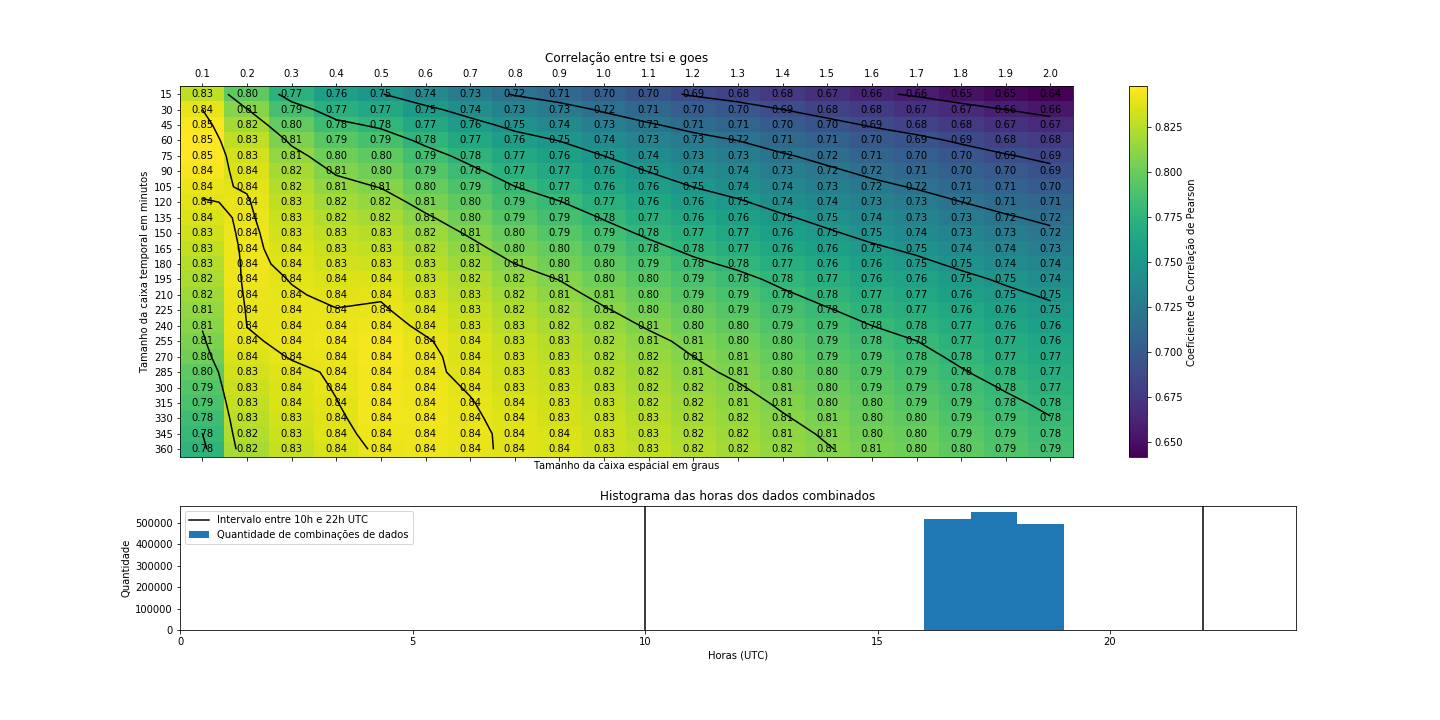 Correlação entre tsi e goes
0.1 0.2 0.3 0.4 0.5 0.6 0.7 0.8 0.9 1.0 1.1 1.2 1.3 1.4 1.5 1.6 1.7 1.8 1.9 2.0
15 0.83 0.80 0.77 0.76 0.75 0.74 0.73 0.72 0.71 0.70 0.70 0.69 0.68 0.68 0.67 0.66 0.66 0.65 0.65 0.64
30 0.84 0.81 0.79 0.77 0.77 0.75 0.74 0.73 0.73 0.72 0.71 0.70 0.70 0.69 0.68 0.68 0.67 0.67 0.66 0.66
45 0.85 0.82 0.80 0.78 0.78 0.77 0.76 0.75 0.74 0.73 0.72 0.71 0.71 0.70 0.70 0.69 0.68 0.68 0.67 0.67
60 0.85 0.83 0.81 0.79 0.79 0.78 0.77 0.76 0.75 0.74 0.73 0.73 0.72 0.71 0.71 0.70 0.69 0.69 0.68 0.68
75 0.85 0.83 0.81 0.80 0.80 0.79 0.78 0.77 0.76 0.75 0.74 0.73 0.73 0.72 0.72 0.71 0.70 0.70 0.69 0.69
90 0.84 0.84 0.82 0.81 0.80 0.79 0.78 0.77 0.77 0.76 0.75 0.74 0.74 0.73 0.72 0.72 0.71 0.70 0.70 0.69
105 0.84 0.84 0.82 0.81 0.81 0.80 0.79 0.78 0.77 0.76 0.76 0.75 0.74 0.74 0.73 0.72 0.72 0.71 0.71 0.70
120 0.84 0.84 0.83 0.82 0.82 0.81 0.80 0.79 0.78 0.77 0.76 0.76 0.75 0.74 0.74 0.73 0.73 0.72 0.71 0.71
135 0.84 0.84 0.83 0.82 0.82 0.81 0.80 0.79 0.79 0.78 0.77 0.76 0.76 0.75 0.75 0.74 0.73 0.73 0.72 0.72
150 0.83 0.84 0.83 0.83 0.83 0.82 0.81 0.80 0.79 0.79 0.78 0.77 0.76 0.76 0.75 0.75 0.74 0.73 0.73 0.72
165 0.83 0.84 0.84 0.83 0.83 0.82 0.81 0.80 0.80 0.79 0.78 0.78 0.77 0.76 0.76 0.75 0.75 0.74 0.74 0.73
180 0.83 0.84 0.84 0.83 0.83 0.83 0.82 0.81 0.80 0.80 0.79 0.78 0.78 0.77 0.76 0.76 0.75 0.75 0.74 0.74
195 0.82 0.84 0.84 0.84 0.84 0.83 0.82 0.82 0.81 0.80 0.80 0.79 0.78 0.78 0.77 0.76 0.76 0.75 0.75 0.74
210 0.82 0.84 0.84 0.84 0.84 0.83 0.83 0.82 0.81 0.81 0.80 0.79 0.79 0.78 0.78 0.77 0.77 0.76 0.75 0.75
225 0.81 0.84 0.84 0.84 0.84 0.84 0.83 0.82 0.82 0.81 0.80 0.80 0.79 0.79 0.78 0.78 0.77 0.76 0.76 0.75
240 0.81 0.84 0.84 0.84 0.84 0.84 0.83 0.83 0.82 0.82 0.81 0.80 0.80 0.79 0.79 0.78 0.78 0.77 0.76 0.76
255 0.81 0.84 0.84 0.84 0.84 0.84 0.84 0.83 0.83 0.82 0.81 0.81 0.80 0.80 0.79 0.78 0.78 0.77 0.77 0.76
270 0.80 0.83 0.84 0.84 0.84 0.84 0.84 0.83 0.83 0.82 0.82 0.81 0.81 0.80 0.79 0.79 0.78 0.78 0.77 0.77
285 0.80 0.83 0.84 0.84 0.84 0.84 0.84 0.83 0.83 0.82 0.82 0.81 0.81 0.80 0.80 0.79 0.79 0.78 0.78 0.77
300 0.79 0.83 0.84 0.84 0.84 0.84 0.84 0.83 0.83 0.83 0.82 0.82 0.81 0.81 0.80 0.79 0.79 0.78 0.78 0.77
315 0.79 0.83 0.83 0.84 0.84 0.84 0.84 0.84 0.83 0.83 0.82 0.82 0.81 0.81 0.80 0.80 0.79 0.79 0.78 0.78
330 0.78 0.83 0.83 0.84 0.84 0.84 0.84 0.84 0.83 0.83 0.83 0.82 0.82 0.81 0.81 0.80 0.80 0.79 0.79 0.78
345 0.78 0.82 0.83 0.84 0.84 0.84 0.84 0.84 0.84 0.83 0.83 0.82 0.82 0.82 0.81 0.80 0.80 0.79 0.79 0.78
360 0.78 0.82 0.83 0.84 0.84 0.84 0.84 0.84 0.84 0.83 0.83 0.82 0.82 0.82 0.81 0.81 0.80 0.80 0.79 0.79
Tamanho da caixa temporal em minutos
Tamanho da caixa espacial em graus
0.825
0.800
0.775
0.750
0.725
0.700
0.675
0.650
Coeficiente de Correlação de Pearson
Histograma das horas dos dados combinados
Intervalo entre 10h e 22h UTC
Quantidade de combinações de dados
500000
400000
300000
200000
100000
0
Quantidade
0 5 10 15 20
Horas (UTC)